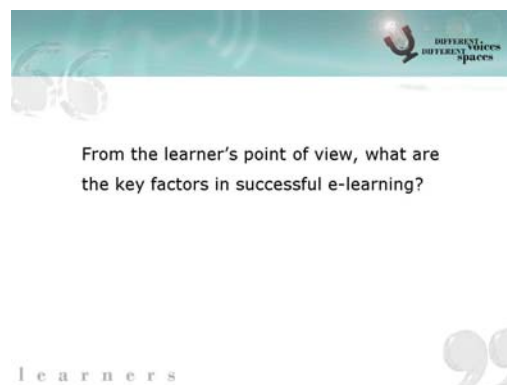 DIFFERENT voices
DIFFERENT spaces
From the learner's point of view, what are
the key factors in successful e-learning?
learners